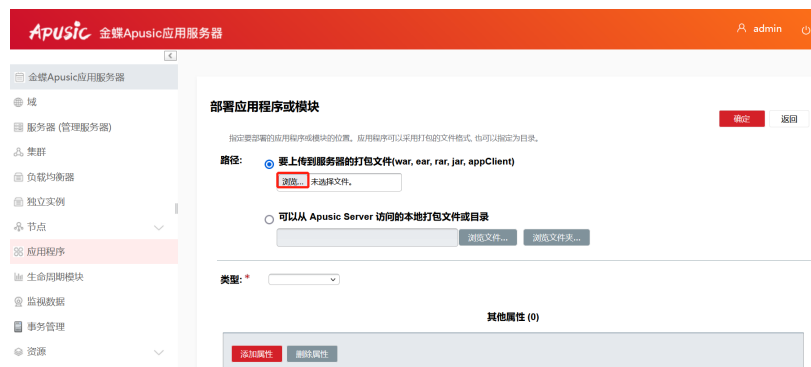 Apusic 金蝶Apusic应用服务器
admin
金蝶Apusic应用服务器
域
服务器 (管理服务器)
集群
负载均衡器
独立实例
节点
应用程序
生命周期模块
监视数据
事务管理
资源
部署应用程序或模块
确定
返回
指定要部署的应用程序或模块的位置。应用程序可以采用打包的文件格式, 也可以指定为目录。
路径:
要上传到服务器的打包文件(war, ear, rar, jar, appClient)
浏览... 未选择文件。
可以从 Apusic Server 访问的本地打包文件或目录
浏览文件... 浏览文件夹...
类型: *
其他属性 (0)
添加属性 删除属性